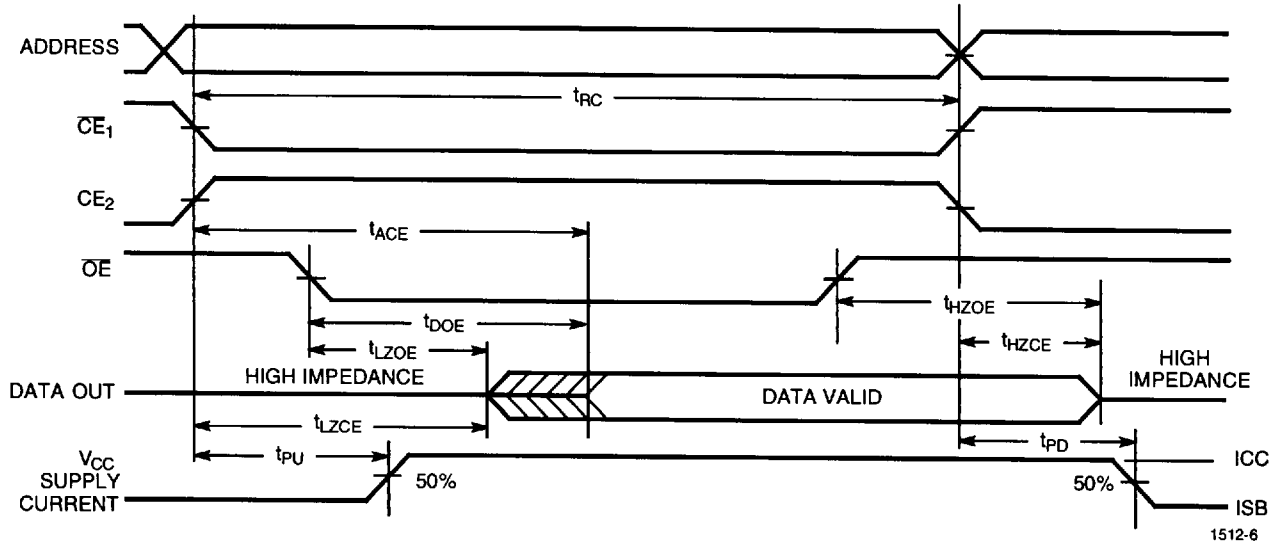 ADDRESS
tRC
CE1
CE2
tACE
OE
tHZOE
tDOE
tLZOE
tHZCE
HIGH IMPEDANCE
HIGH
IMPEDANCE
DATA OUT
DATA VALID
tLZCE
tPU
tPD
VCC
SUPPLY
CURRENT
50%
50%
ICC
ISB
1512-6